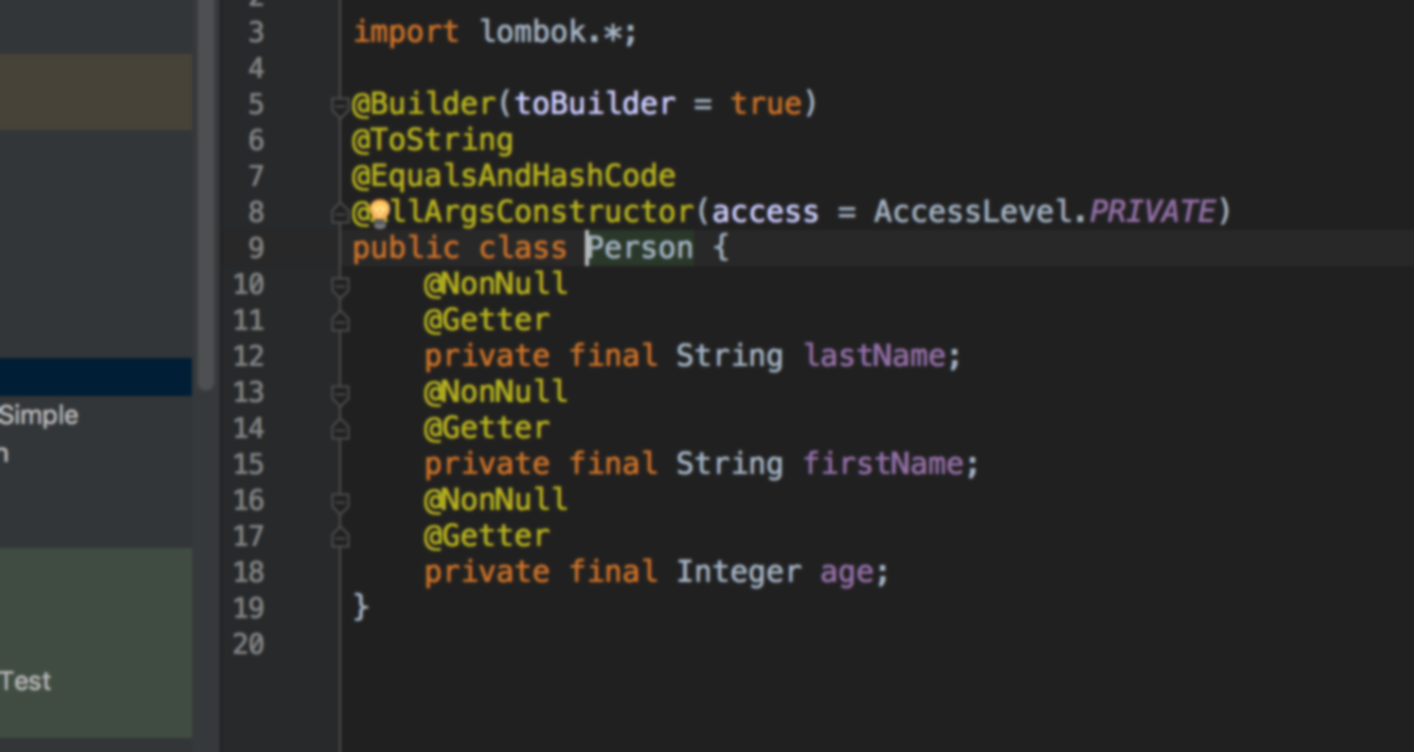 2
3 import lombok.*;
4
5 @Builder(toBuilder = true)
6 @ToString
7 @EqualsAndHashCode
8 @llArgsConstructor(access = AccessLevel.PRIVATE)
9 public class Person {
10 @NonNull
11 @Getter
12 private final String lastName;
13 @NonNull
14 @Getter
15 private final String firstName;
16 @NonNull
17 @Getter
18 private final Integer age;
19 }
20
Simple
n
Test